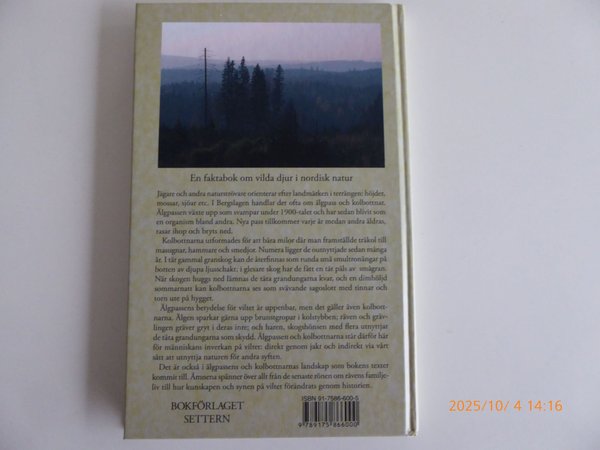 En faktabok om vilda djur i nordisk natur
Jägare och andra naturströvare orienterar efter landmärken i terrängen: höjder,
mossar, sjöar etc. I Bergslagen handlar det ofta om älgpass och kolbottnar.
Älgpassen växte upp som svampar under 1900-talet och har sedan blivit som
en organism bland andra. Nya pass tillkommer varje år medan andra åldras,
rasar ihop och bryts ned.
Kolbottnarna utformades för att bära milor där man framställde träkol till
masugnar, hammare och smedjor. Numera ligger de outnyttjade sedan många
år. I tät gammal granskog kan de återfinnas som runda små smultronängar på
botten av djupa ljusschakt; i glesare skog har de fått en tät päls av smågran.
När skogen huggs ned lämnas de täta grandungarna kvar, och en dimhöljd
sommarnatt kan kolbottnarna ses som svävande sagoslott med tinnar och
torn ute på hygget.
Älgpassens betydelse för viltet är uppenbar, men det gäller även kolbott-
narna. Älgen sparkar gärna upp brunstgropar i kolstybben; räven och gräv-
lingen gräver gryt i deras inre; och haren, skogshönsen med flera utnyttjar
de täta grandungarna som skydd. Älgpassen och kolbottnarna står därför här
för människans inverkan på viltet: direkt genom jakt och indirekt via vårt
sätt att utnyttja naturen för andra syften.
Det är också i älgpassens och kolbottnarnas landskap som bokens texter
kommit till. Ämnena spänner över allt från de senaste rönen om rävens familje-
liv till hur kunskapen och synen på viltet förändrats genom historien.
BOKFÖRLAGET
SETTERN
ISBN 91-7586-600-5
9 789175 866000
2025/10/ 4 14:16